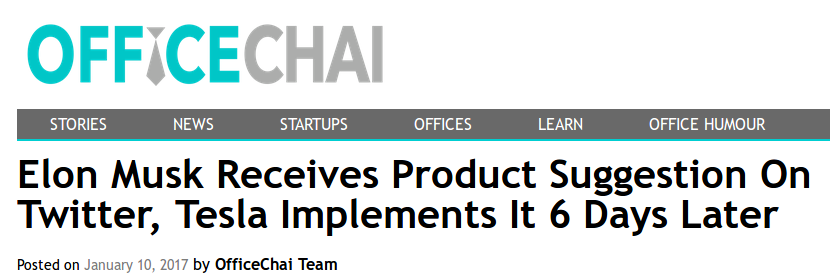 OFFICECHAI
STORIES NEWS STARTUPS OFFICES LEARN OFFICE HUMOUR
Elon Musk Receives Product Suggestion On
Twitter, Tesla Implements It 6 Days Later
Posted on January 10, 2017 by OfficeChai Team